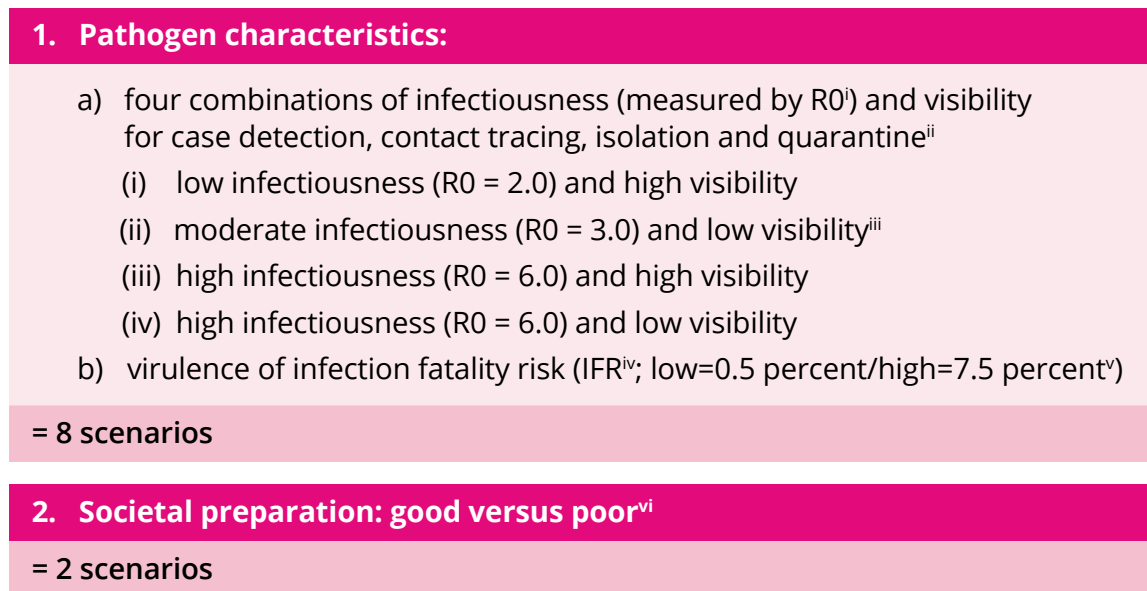 1. Pathogen characteristics:
a) four combinations of infectiousness (measured by R0ⁱ) and visibility
for case detection, contact tracing, isolation and quarantineⁱⁱ
(i) low infectiousness (R0 = 2.0) and high visibility
(ii) moderate infectiousness (R0 = 3.0) and low visibilityⁱⁱⁱ
(iii) high infectiousness (R0 = 6.0) and high visibility
(iv) high infectiousness (R0 = 6.0) and low visibility
b) virulence of infection fatality risk (IFRⁱᵛ; low=0.5 percent/high=7.5 percentᵛ)
= 8 scenarios
2. Societal preparation: good versus poorᵛⁱ
= 2 scenarios